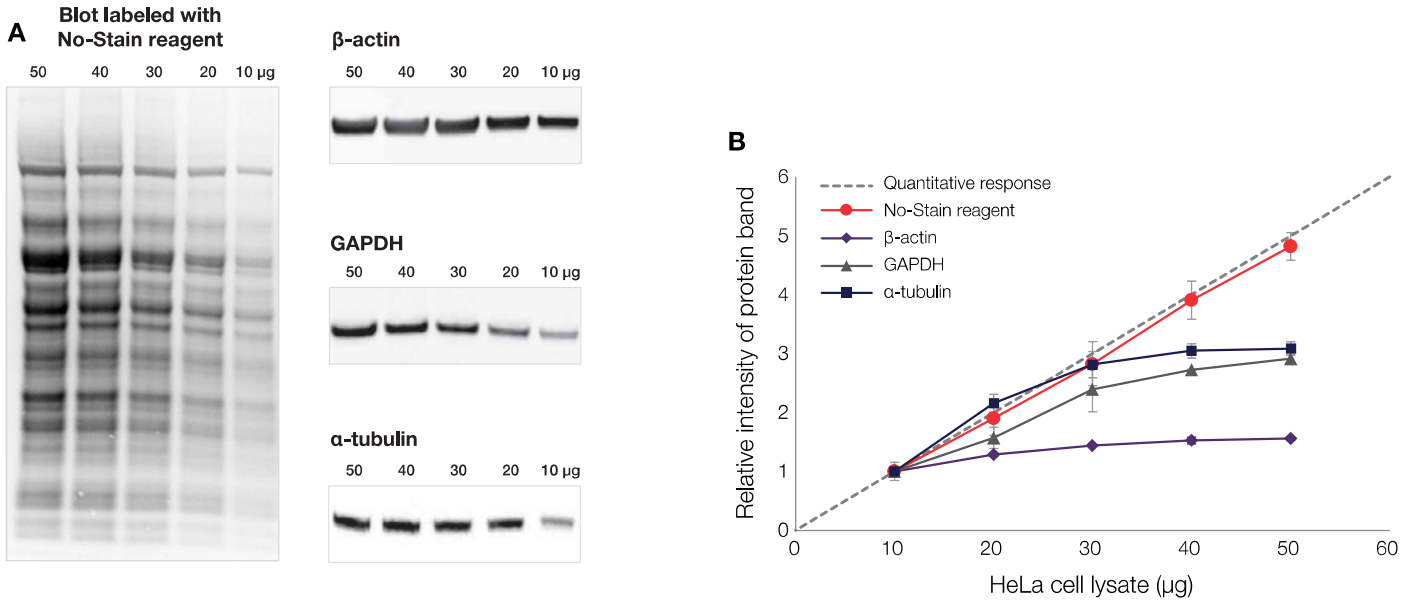 A
Blot labeled with
No-Stain reagent
50 40 30 20 10 µg
β-actin
50 40 30 20 10 µg
GAPDH
50 40 30 20 10 µg
α-tubulin
50 40 30 20 10 µg
B
Relative intensity of protein band
6
5
4
3
2
1
0
Quantitative response
No-Stain reagent
β-actin
GAPDH
α-tubulin
0 10 20 30 40 50 60
HeLa cell lysate (µg)